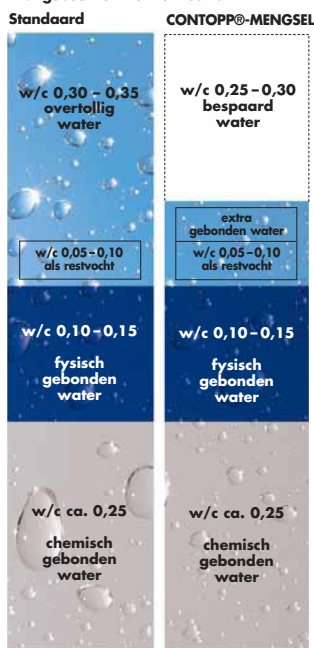 Standaard
w/c 0,30 – 0,35
overtollig
water
w/c 0,05–0,10
als restvocht
w/c 0,10–0,15
fysisch
gebonden
water
w/c ca. 0,25
chemisch
gebonden
water
CONTOPP®-MENGSEL
w/c 0,25–0,30
bespaard
water
extra
gebonden water
w/c 0,05–0,10
als restvocht
w/c 0,10–0,15
fysisch
gebonden
water
w/c ca. 0,25
chemisch
gebonden
water